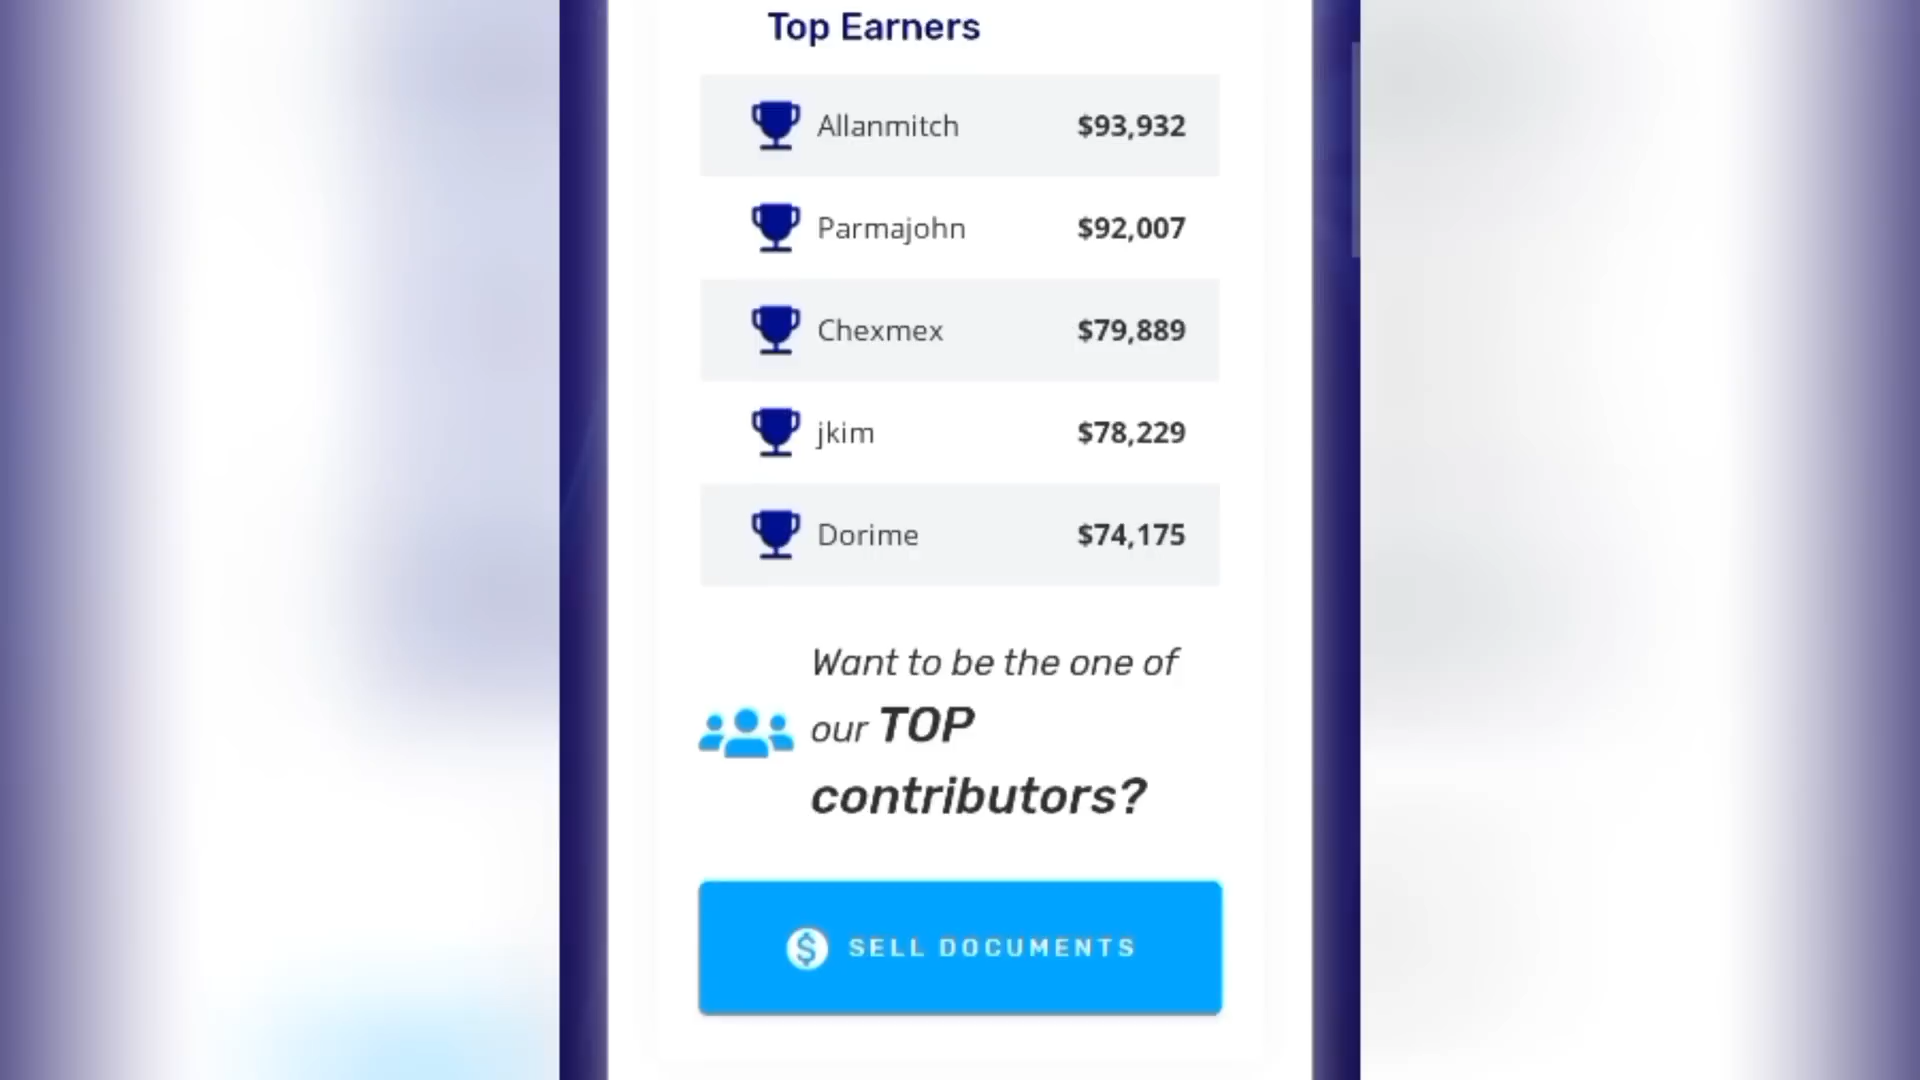 Top Earners
Allanmitch $93,932
Parmajohn $92,007
Chexmex $79,889
jkim $78,229
Dorime $74,175
Want to be the one of
our TOP
contributors?
$ SELL DOCUMENTS